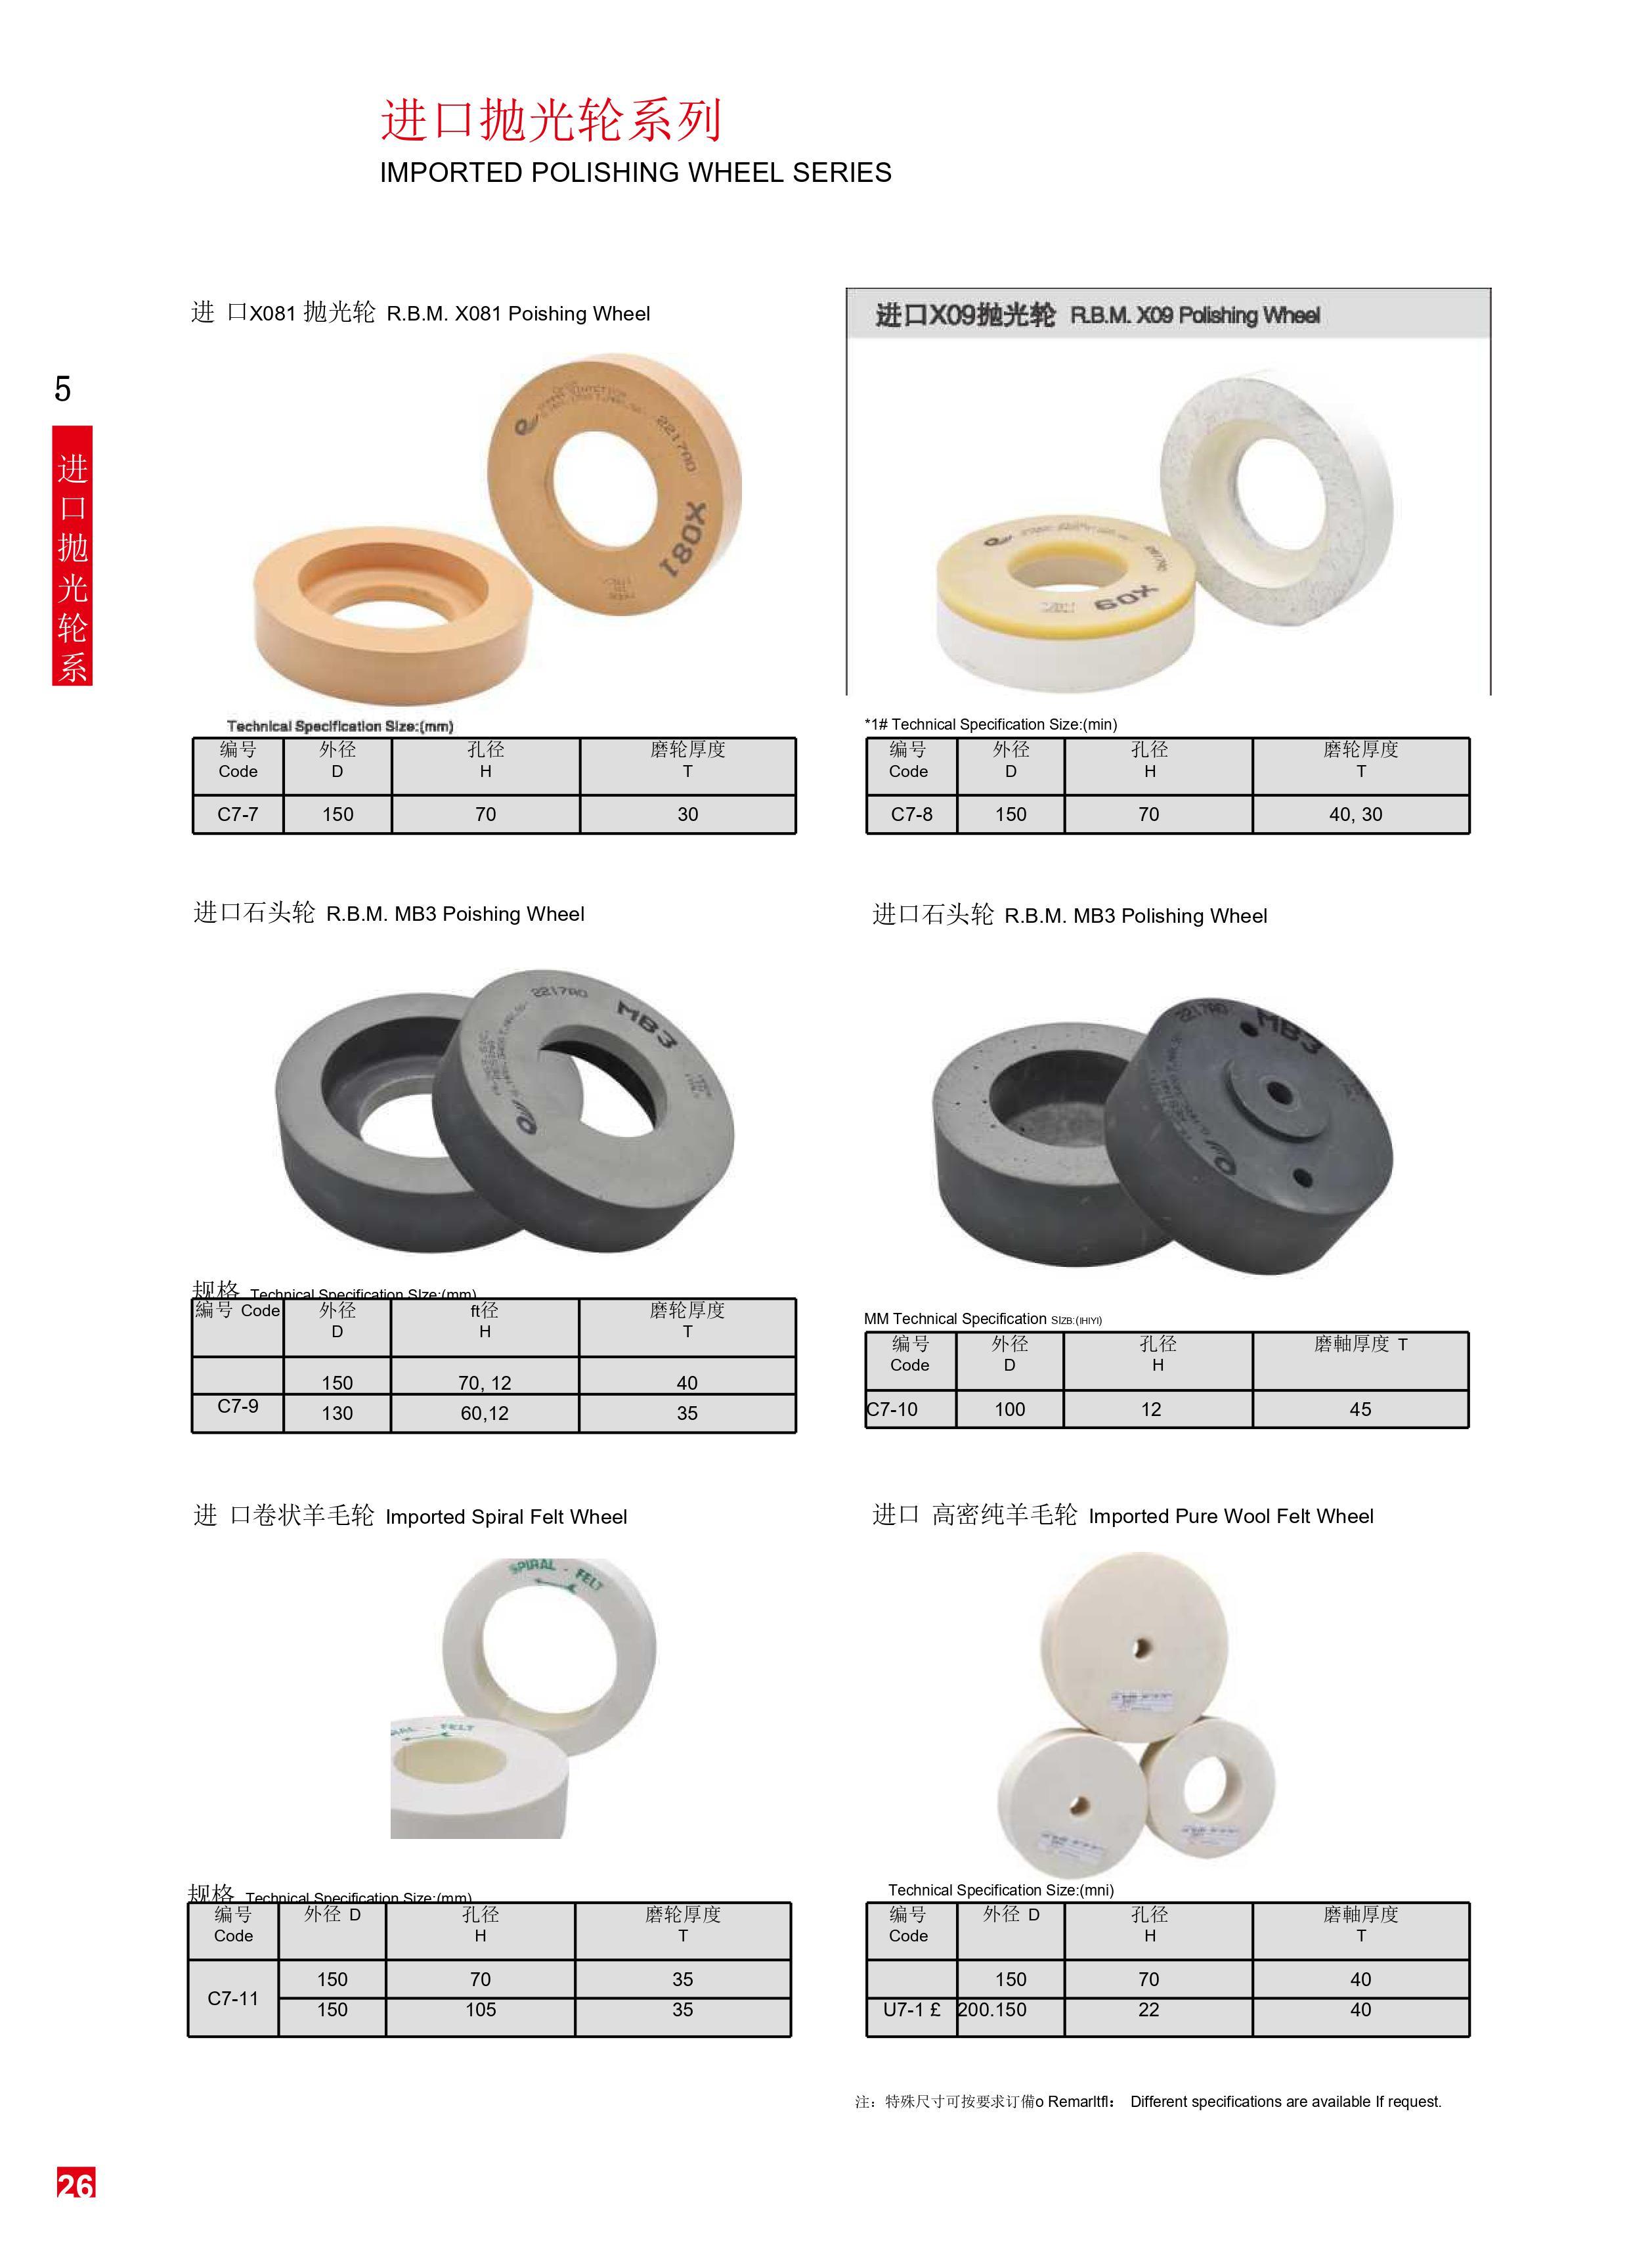 进口抛光轮系列
IMPORTED POLISHING WHEEL SERIES
5
进口抛光轮系
进 口X081 抛光轮 R.B.M. X081 Poishing Wheel
2217AD
X081
Technical Specification Size:(mm)
编号 Code 外径 D 孔径 H 磨轮厚度 T
C7-7 150 70 30
进口X09抛光轮 R.B.M. X09 Polishing Wheel
X09
*1# Technical Specification Size:(min)
编号 Code 外径 D 孔径 H 磨轮厚度 T
C7-8 150 70 40, 30
进口石头轮 R.B.M. MB3 Poishing Wheel
2217AD
MB3
规格 Technical Specification SIze:(mm)
編号 Code 外径 D ft径 H 磨轮厚度 T
150 70, 12 40
C7-9 130 60,12 35
进口石头轮 R.B.M. MB3 Polishing Wheel
2217AD
MB3
MM Technical Specification SIZB:(IHIYI)
编号 Code 外径 D 孔径 H 磨軸厚度 T
C7-10 100 12 45
进 口卷状羊毛轮 Imported Spiral Felt Wheel
SPIRAL - FELT
RAL - FELT
规格 Technical Specification Size:(mm)
编号 Code 外径 D 孔径 H 磨轮厚度 T
C7-11 150 70 35
150 105 35
进口 高密纯羊毛轮 Imported Pure Wool Felt Wheel
Technical Specification Size:(mni)
编号 Code 外径 D 孔径 H 磨軸厚度 T
150 70 40
U7-1 £ 200.150 22 40
注：特殊尺寸可按要求订備o Remarltfl： Different specifications are available If request.
26